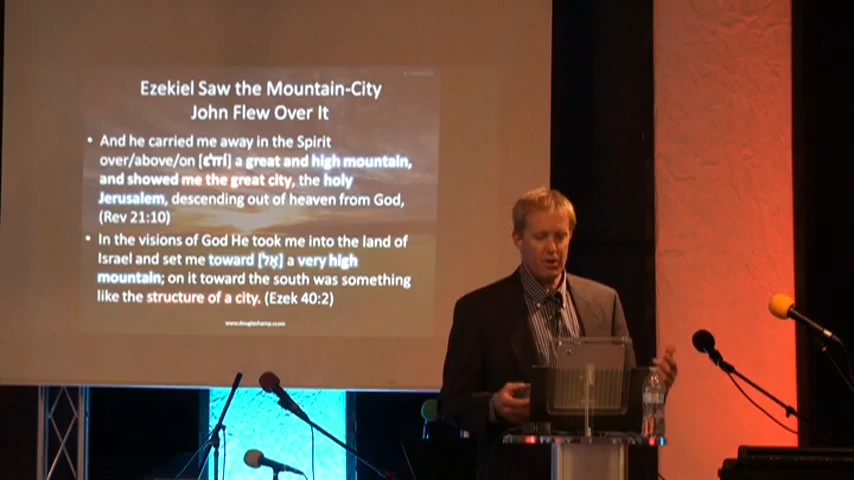 Ezekiel Saw the Mountain-City
John Flew Over It
• And he carried me away in the Spirit
over/above/on [ἐπὶ] a great and high mountain,
and showed me the great city, the holy
Jerusalem, descending out of heaven from God,
(Rev 21:10)
• In the visions of God He took me into the land of
Israel and set me toward [אֶל] a very high
mountain; on it toward the south was something
like the structure of a city. (Ezek 40:2)
www.douglashamp.com